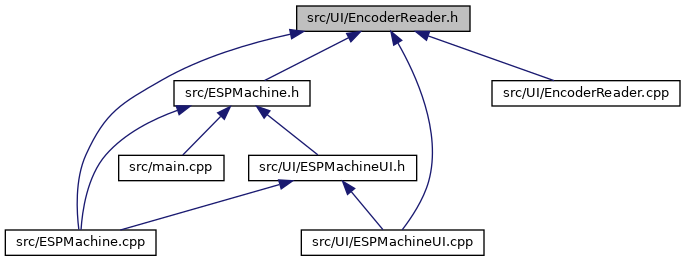 src/UI/EncoderReader.h
src/ESPMachine.h
src/UI/EncoderReader.cpp
src/main.cpp
src/UI/ESPMachineUI.h
src/ESPMachine.cpp
src/UI/ESPMachineUI.cpp